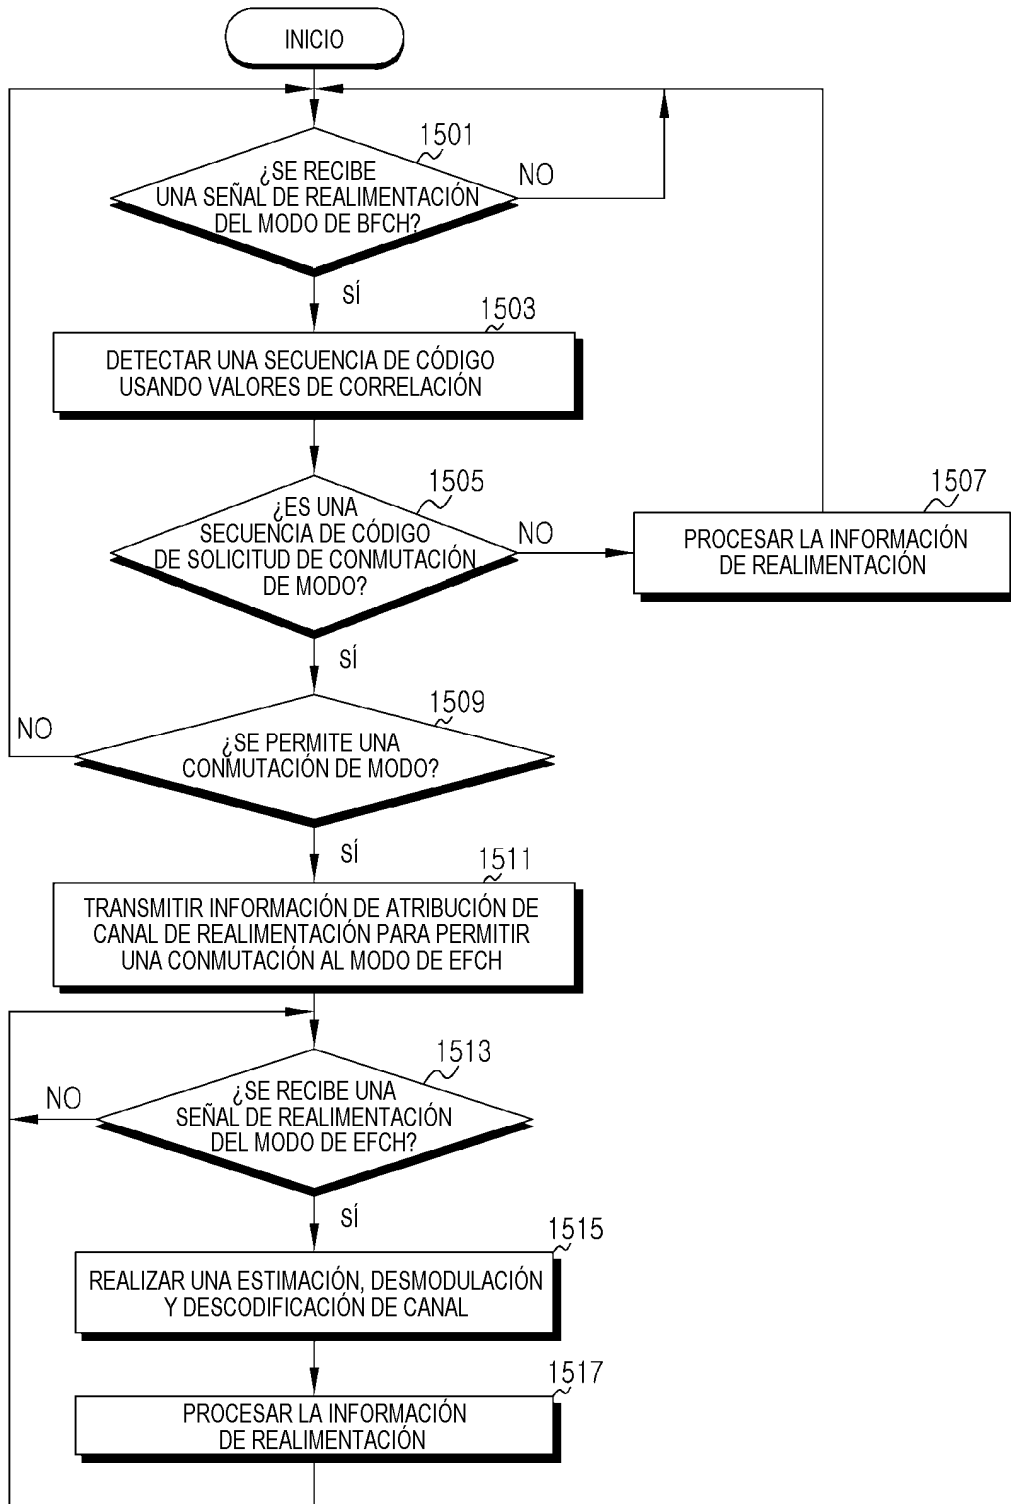 INICIO
1501
¿SE RECIBE
UNA SEÑAL DE REALIMENTACIÓN
DEL MODO DE BFCH?
NO
SÍ
1503
DETECTAR UNA SECUENCIA DE CÓDIGO
USANDO VALORES DE CORRELACIÓN
1505
¿ES UNA
SECUENCIA DE CÓDIGO
DE SOLICITUD DE CONMUTACIÓN
DE MODO?
NO
1507
PROCESAR LA INFORMACIÓN
DE REALIMENTACIÓN
SÍ
1509
NO
¿SE PERMITE UNA
CONMUTACIÓN DE MODO?
SÍ
1511
TRANSMITIR INFORMACIÓN DE ATRIBUCIÓN DE
CANAL DE REALIMENTACIÓN PARA PERMITIR
UNA CONMUTACIÓN AL MODO DE EFCH
1513
NO
¿SE RECIBE UNA
SEÑAL DE REALIMENTACIÓN
DEL MODO DE EFCH?
SÍ
1515
REALIZAR UNA ESTIMACIÓN, DESMODULACIÓN
Y DESCODIFICACIÓN DE CANAL
1517
PROCESAR LA INFORMACIÓN
DE REALIMENTACIÓN